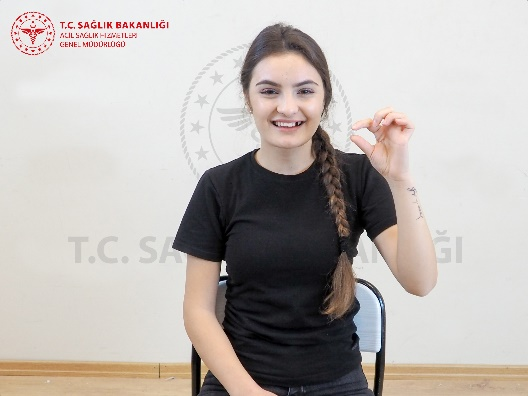 T.C. SAĞLIK BAKANLIĞI
ACİL SAĞLIK HİZMETLERİ
GENEL MÜDÜRLÜĞÜ